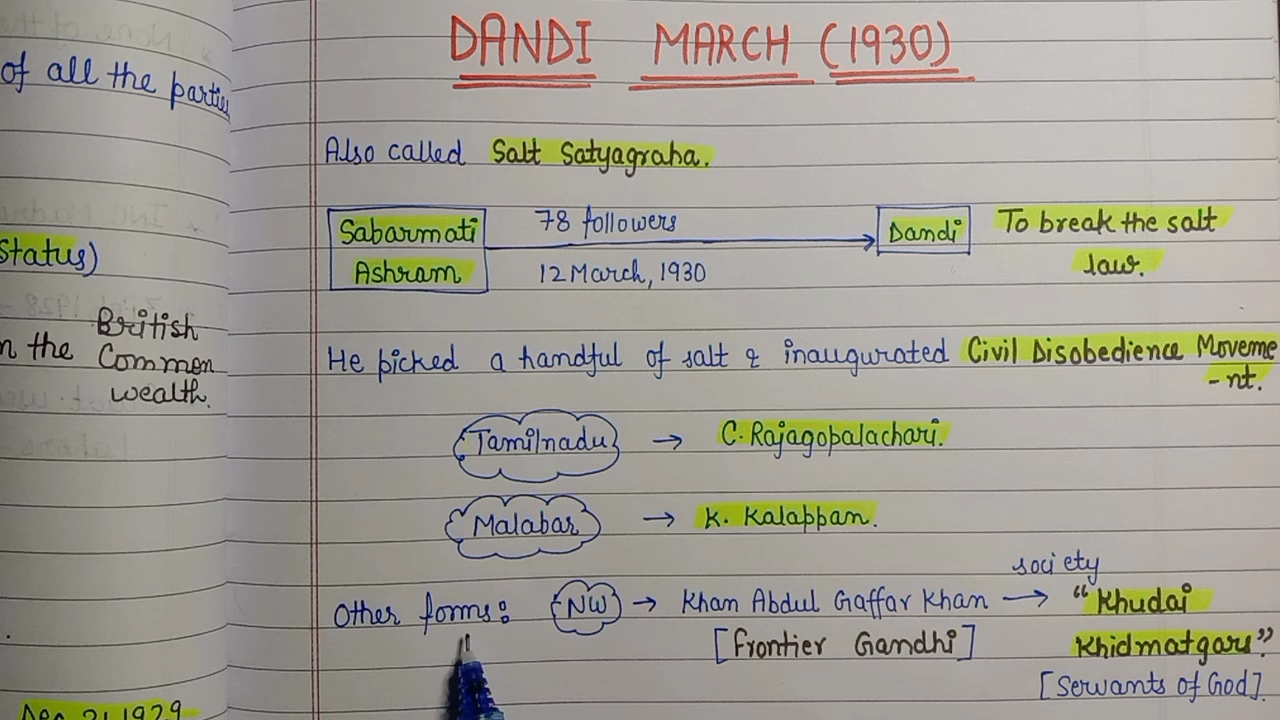 of all the parties
status)
British
n the Common
wealth.
Dec 31 1929
DANDI MARCH (1930)
Also called Salt Satyagraha.
Sabarmati Ashram
78 followers
12 March, 1930
Dandi
To break the salt
law.
He picked a handful of salt & inaugurated Civil Disobedience Moveme
-nt.
Tamilnadu → C. Rajagopalachari.
Malabar → K. Kalappan.
society
Other forms: NW → Khan Abdul Gaffar Khan → "Khudai
[Frontier Gandhi] Khidmatgars."
[Servants of God].